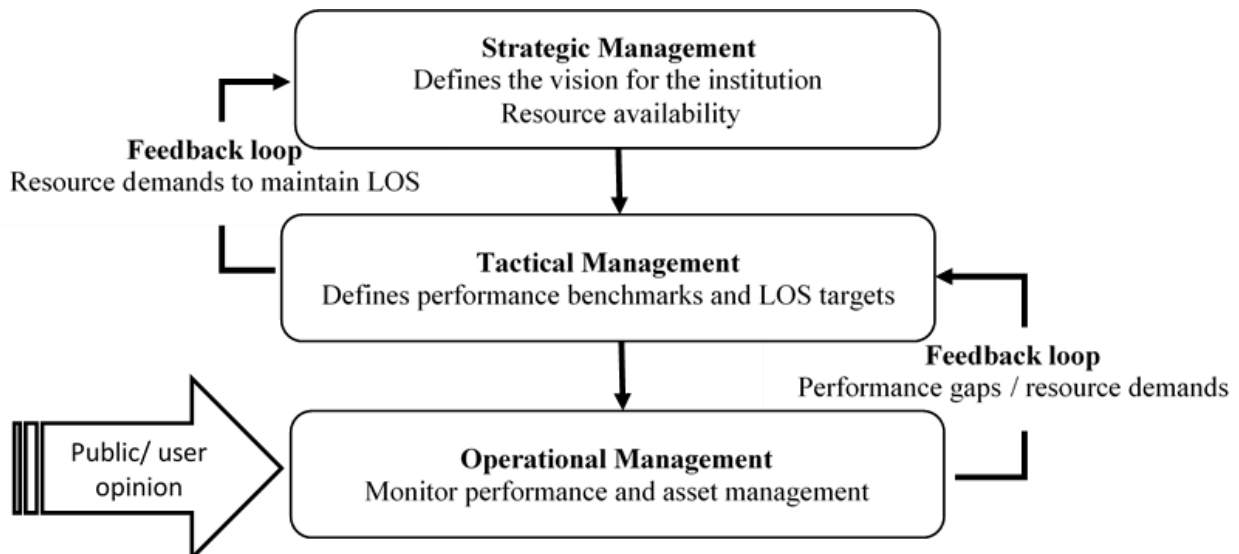 Strategic Management
Defines the vision for the institution
Resource availability
Feedback loop
Resource demands to maintain LOS
Tactical Management
Defines performance benchmarks and LOS targets
Feedback loop
Performance gaps / resource demands
Public/ user
opinion
Operational Management
Monitor performance and asset management